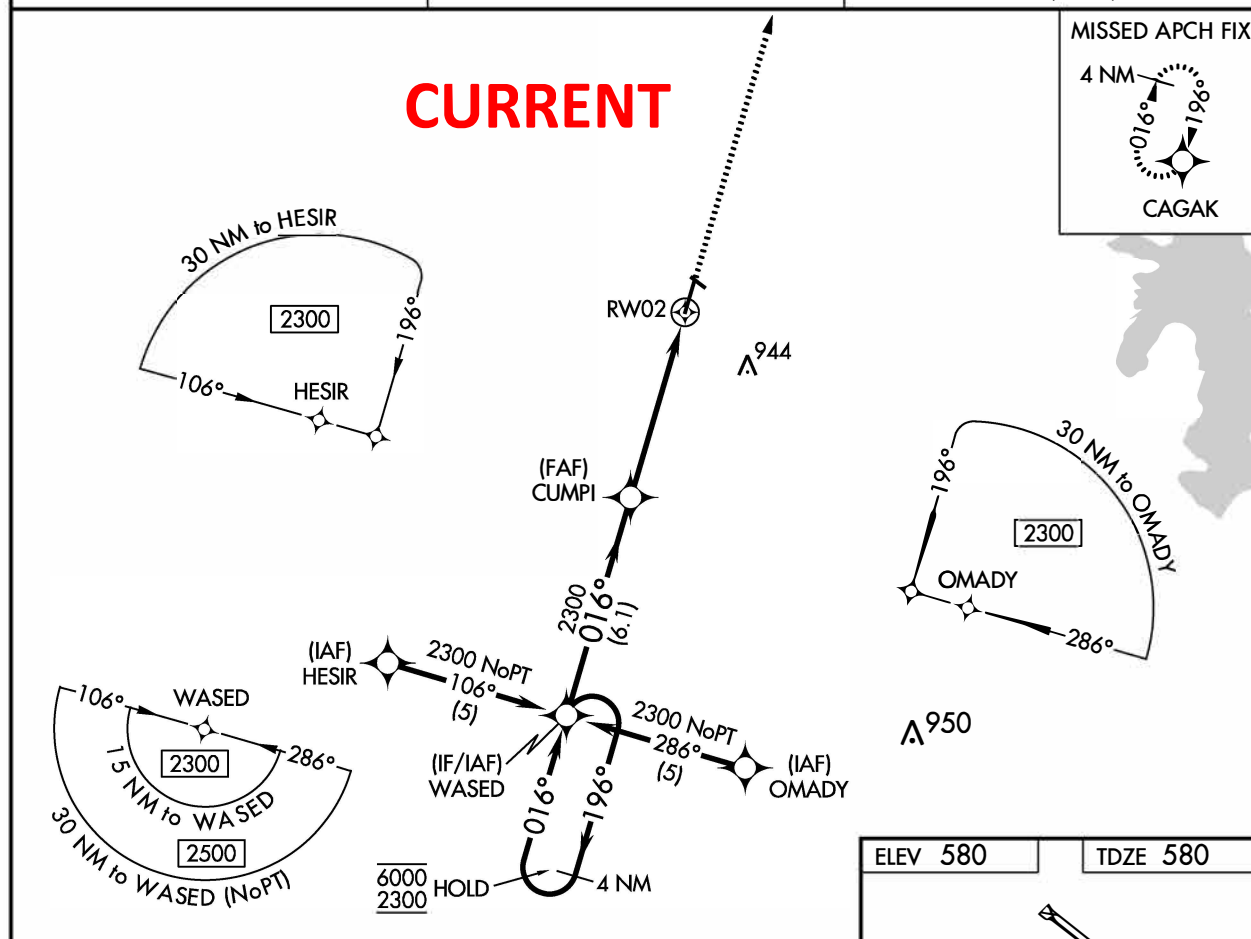 MISSED APCH FIX
4 NM
016°
196°
CAGAK
CURRENT
30 NM to HESIR
2300
196°
106°
HESIR
RW02
944
(FAF)
CUMPI
30 NM to OMADY
196°
2300
OMADY
286°
2300
016°
(6.1)
(IAF)
HESIR
2300 NoPT
106°
(5)
2300 NoPT
286°
(5)
(IAF)
OMADY
950
106°
WASED
286°
2300
15 NM to WASED
2500
30 NM to WASED (NoPT)
(IF/IAF)
WASED
016°
196°
6000
2300
HOLD
4 NM
ELEV 580
TDZE 580